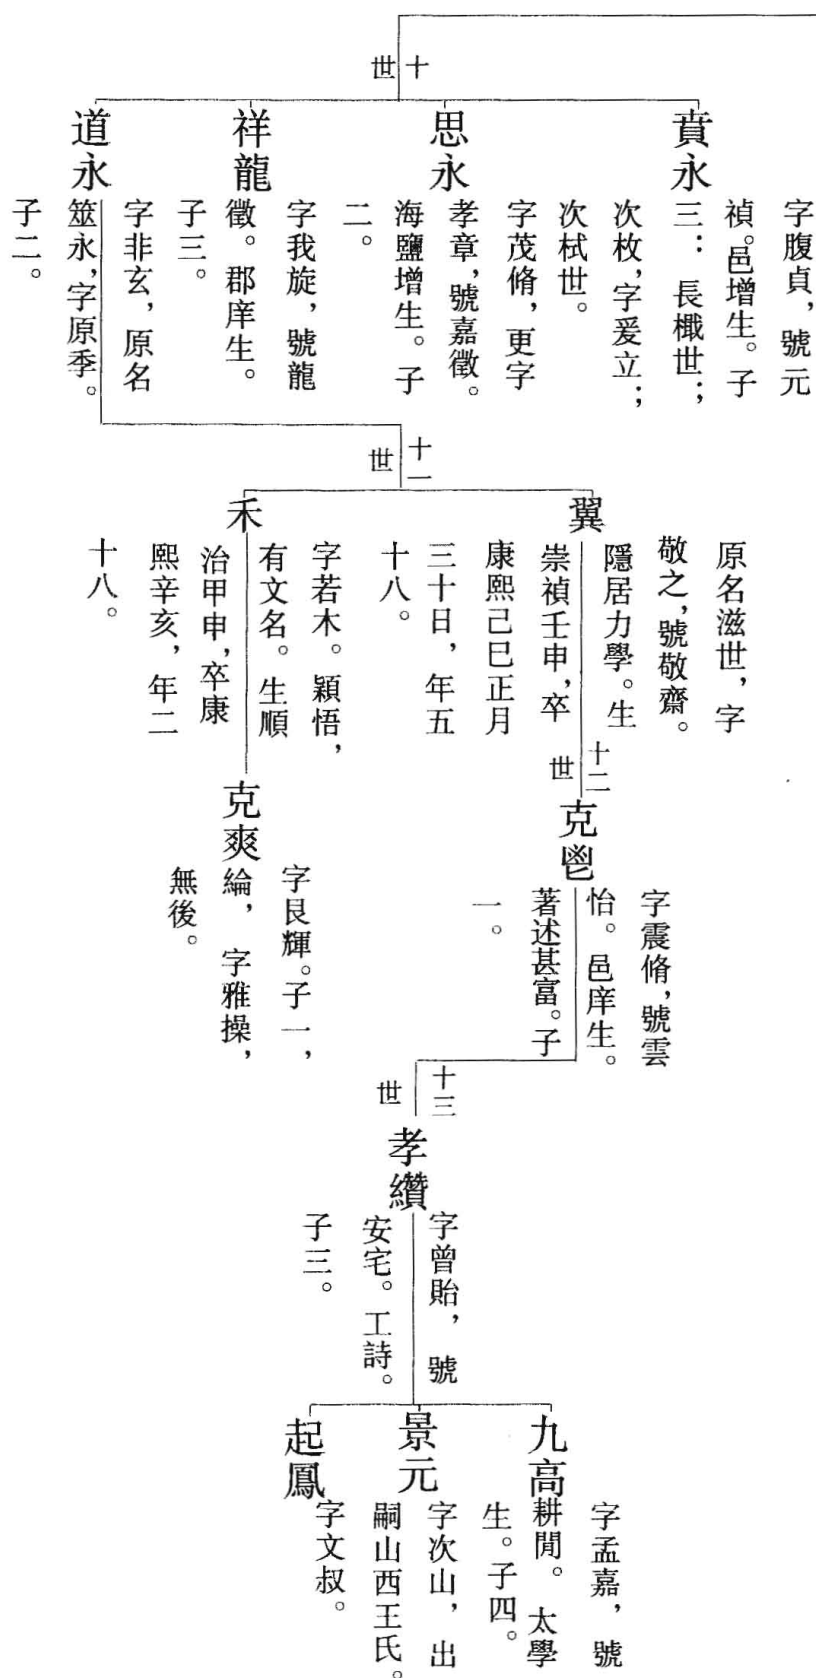 十
世
賁永
字腹貞，號元
禎。邑增生。子
三：長檝世；
次枚，字爰立；
次栻世。
思永
字茂脩，更字
孝章，號嘉徵。
海鹽增生。子
二。
祥龍
字我旋，號龍
徵。郡庠生。
子三。
道永
字非玄，原名
筮永，字原季。
子二。
十一
世
翼
原名滋世，字
敬之，號敬齋。
隱居力學。生
崇禎壬申，卒
康熙己巳正月
三十日，年五
十八。
禾
字若木。穎悟，
有文名。生順
治甲申，卒康
熙辛亥，年二
十八。
十二
世
克鬯
字震脩，號雲
怡。邑庠生。
著述甚富。子
一。
克爽
字艮輝。子一，
綸，字雅操，
無後。
十三
世
孝纘
字曾貽，號
安宅。工詩。
子三。
九高
字孟嘉，號
耕閒。太學
生。子四。
景元
字次山，出
嗣山西王氏。
起鳳
字文叔。